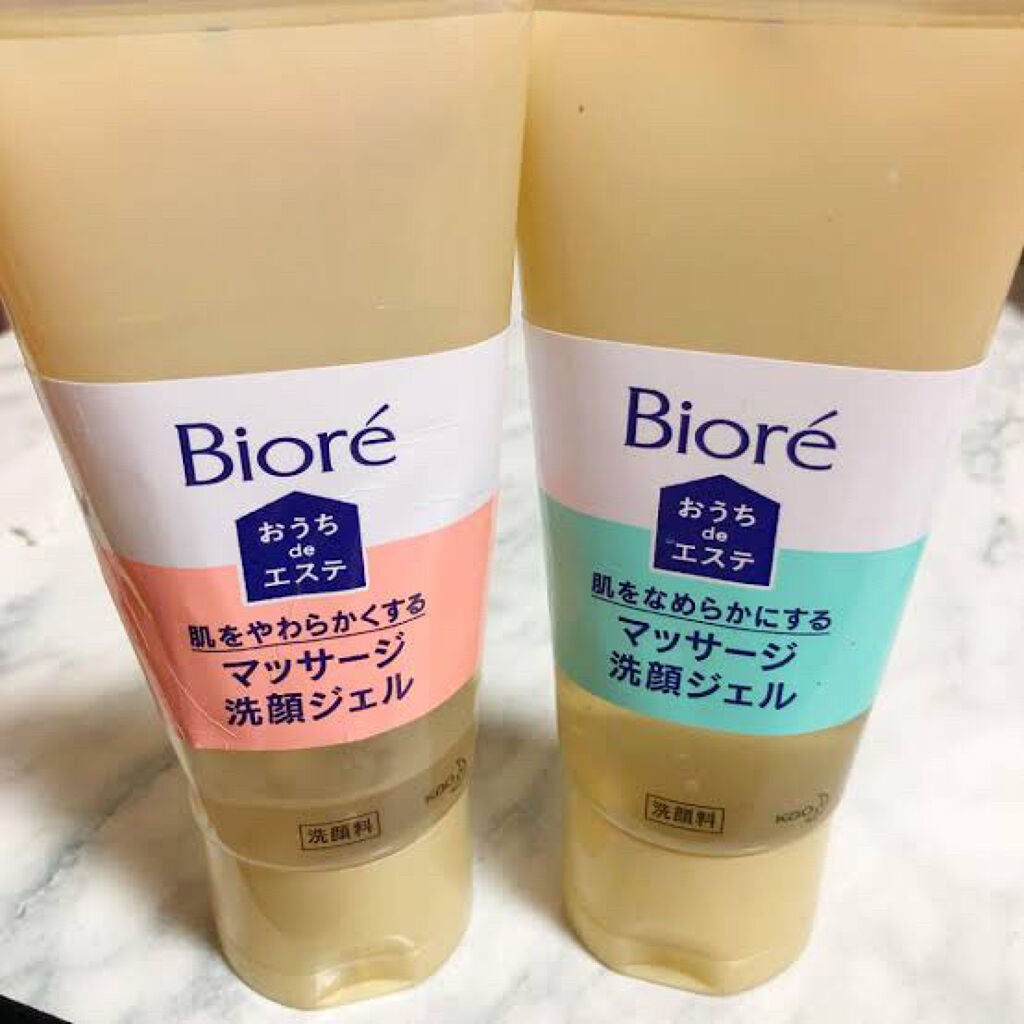 Bioré
おうち
de
エステ
肌をやわらかくする
マッサージ
洗顔ジェル
洗顔料
Kao
Bioré
おうち
de
エステ
肌をなめらかにする
マッサージ
洗顔ジェル
洗顔料
Kao